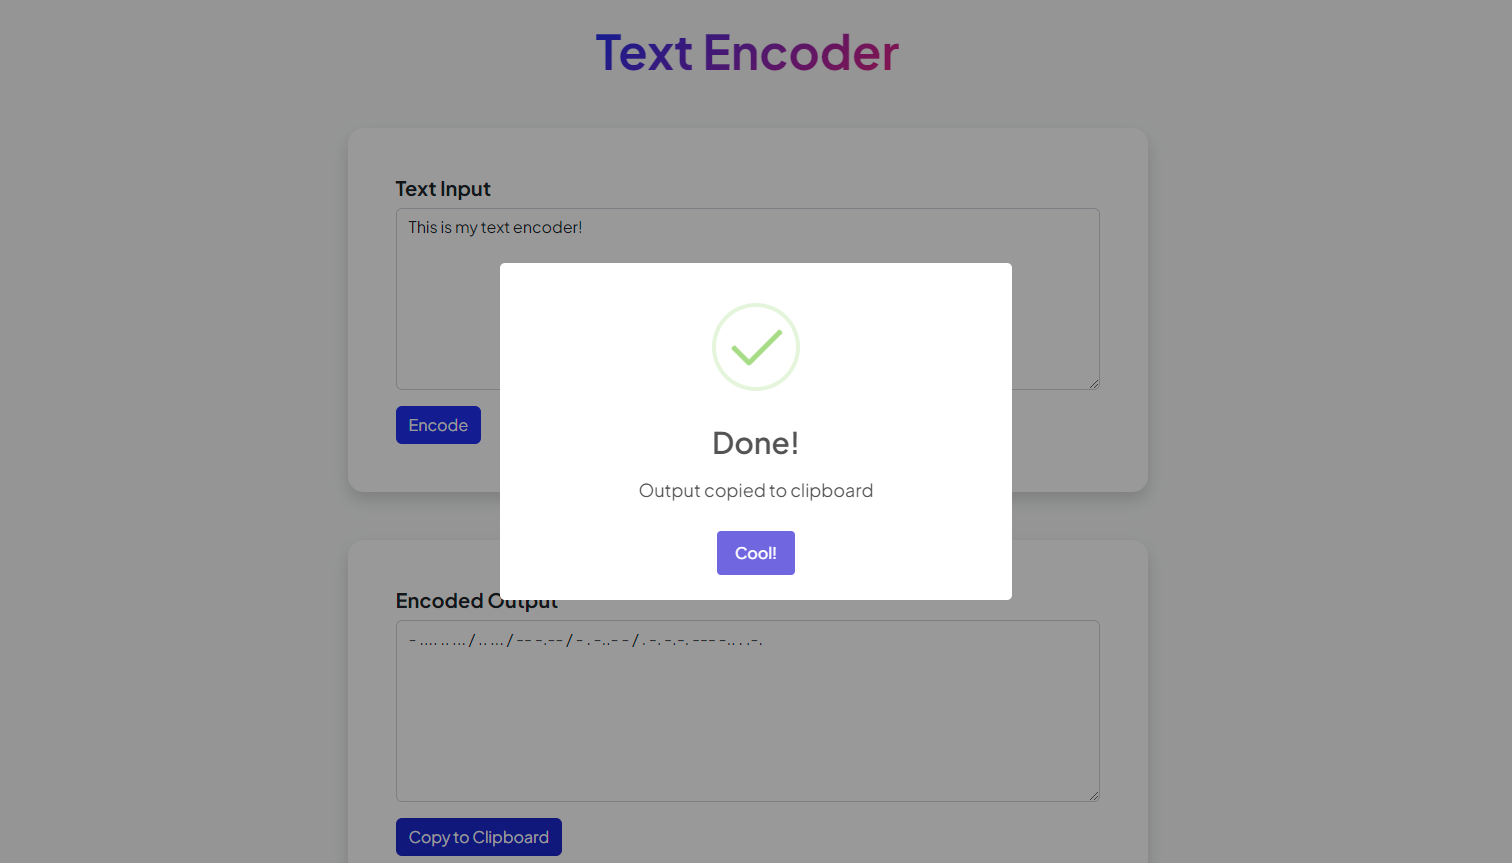 Text Encoder
Text Input
This is my text encoder!
Encode
Done!
Output copied to clipboard
Cool!
Encoded Output
- .... .. ... / .. ... / -- -.-- / - . -..- - / . -. -.-. --- -.. . .-.
Copy to Clipboard